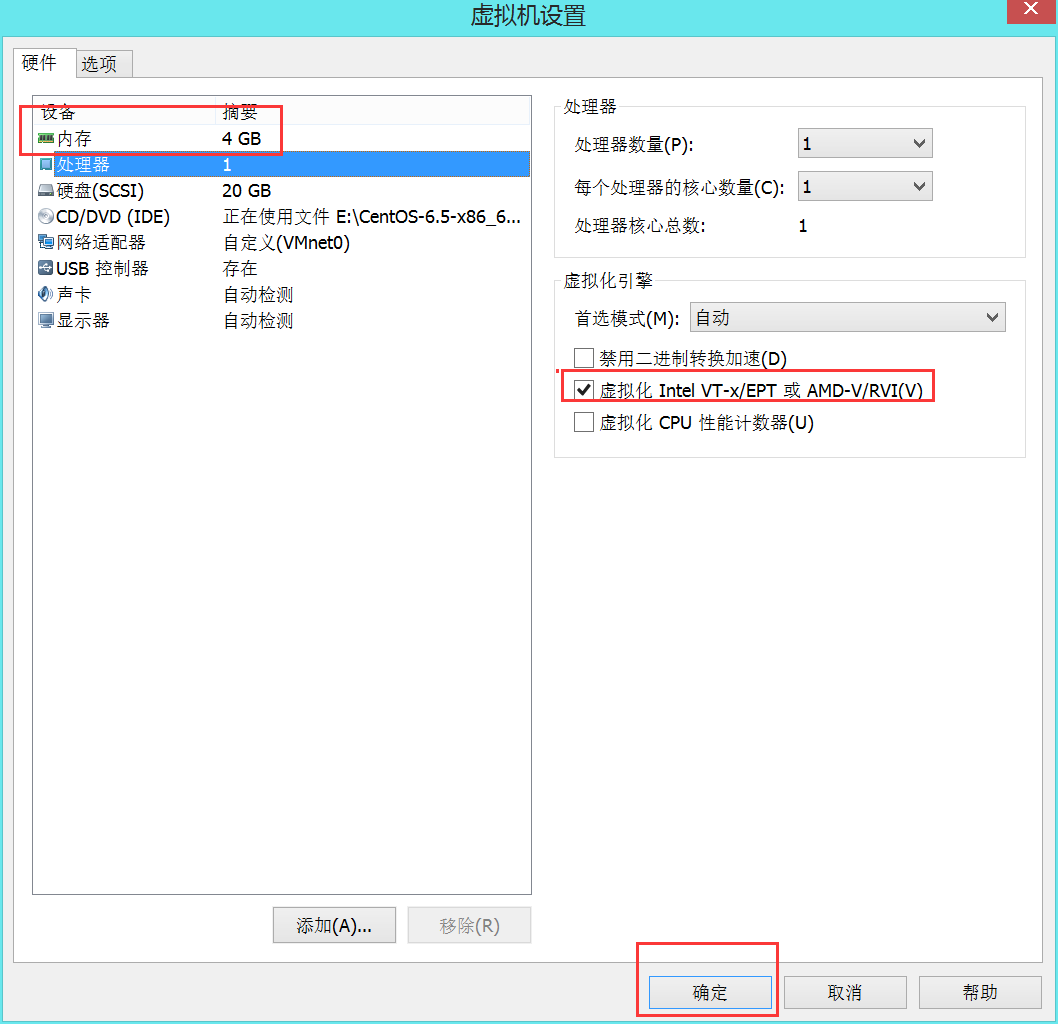 虚拟机设置
硬件
选项
设备 摘要
内存 4 GB
处理器 1
硬盘(SCSI) 20 GB
CD/DVD (IDE) 正在使用文件 E:\CentOS-6.5-x86_6...
网络适配器 自定义(VMnet0)
USB 控制器 存在
声卡 自动检测
显示器 自动检测
添加(A)...
移除(R)
处理器
处理器数量(P): 1
每个处理器的核心数量(C): 1
处理器核心总数: 1
虚拟化引擎
首选模式(M): 自动
禁用二进制转换加速(D)
虚拟化 Intel VT-x/EPT 或 AMD-V/RVI(V)
虚拟化 CPU 性能计数器(U)
确定
取消
帮助